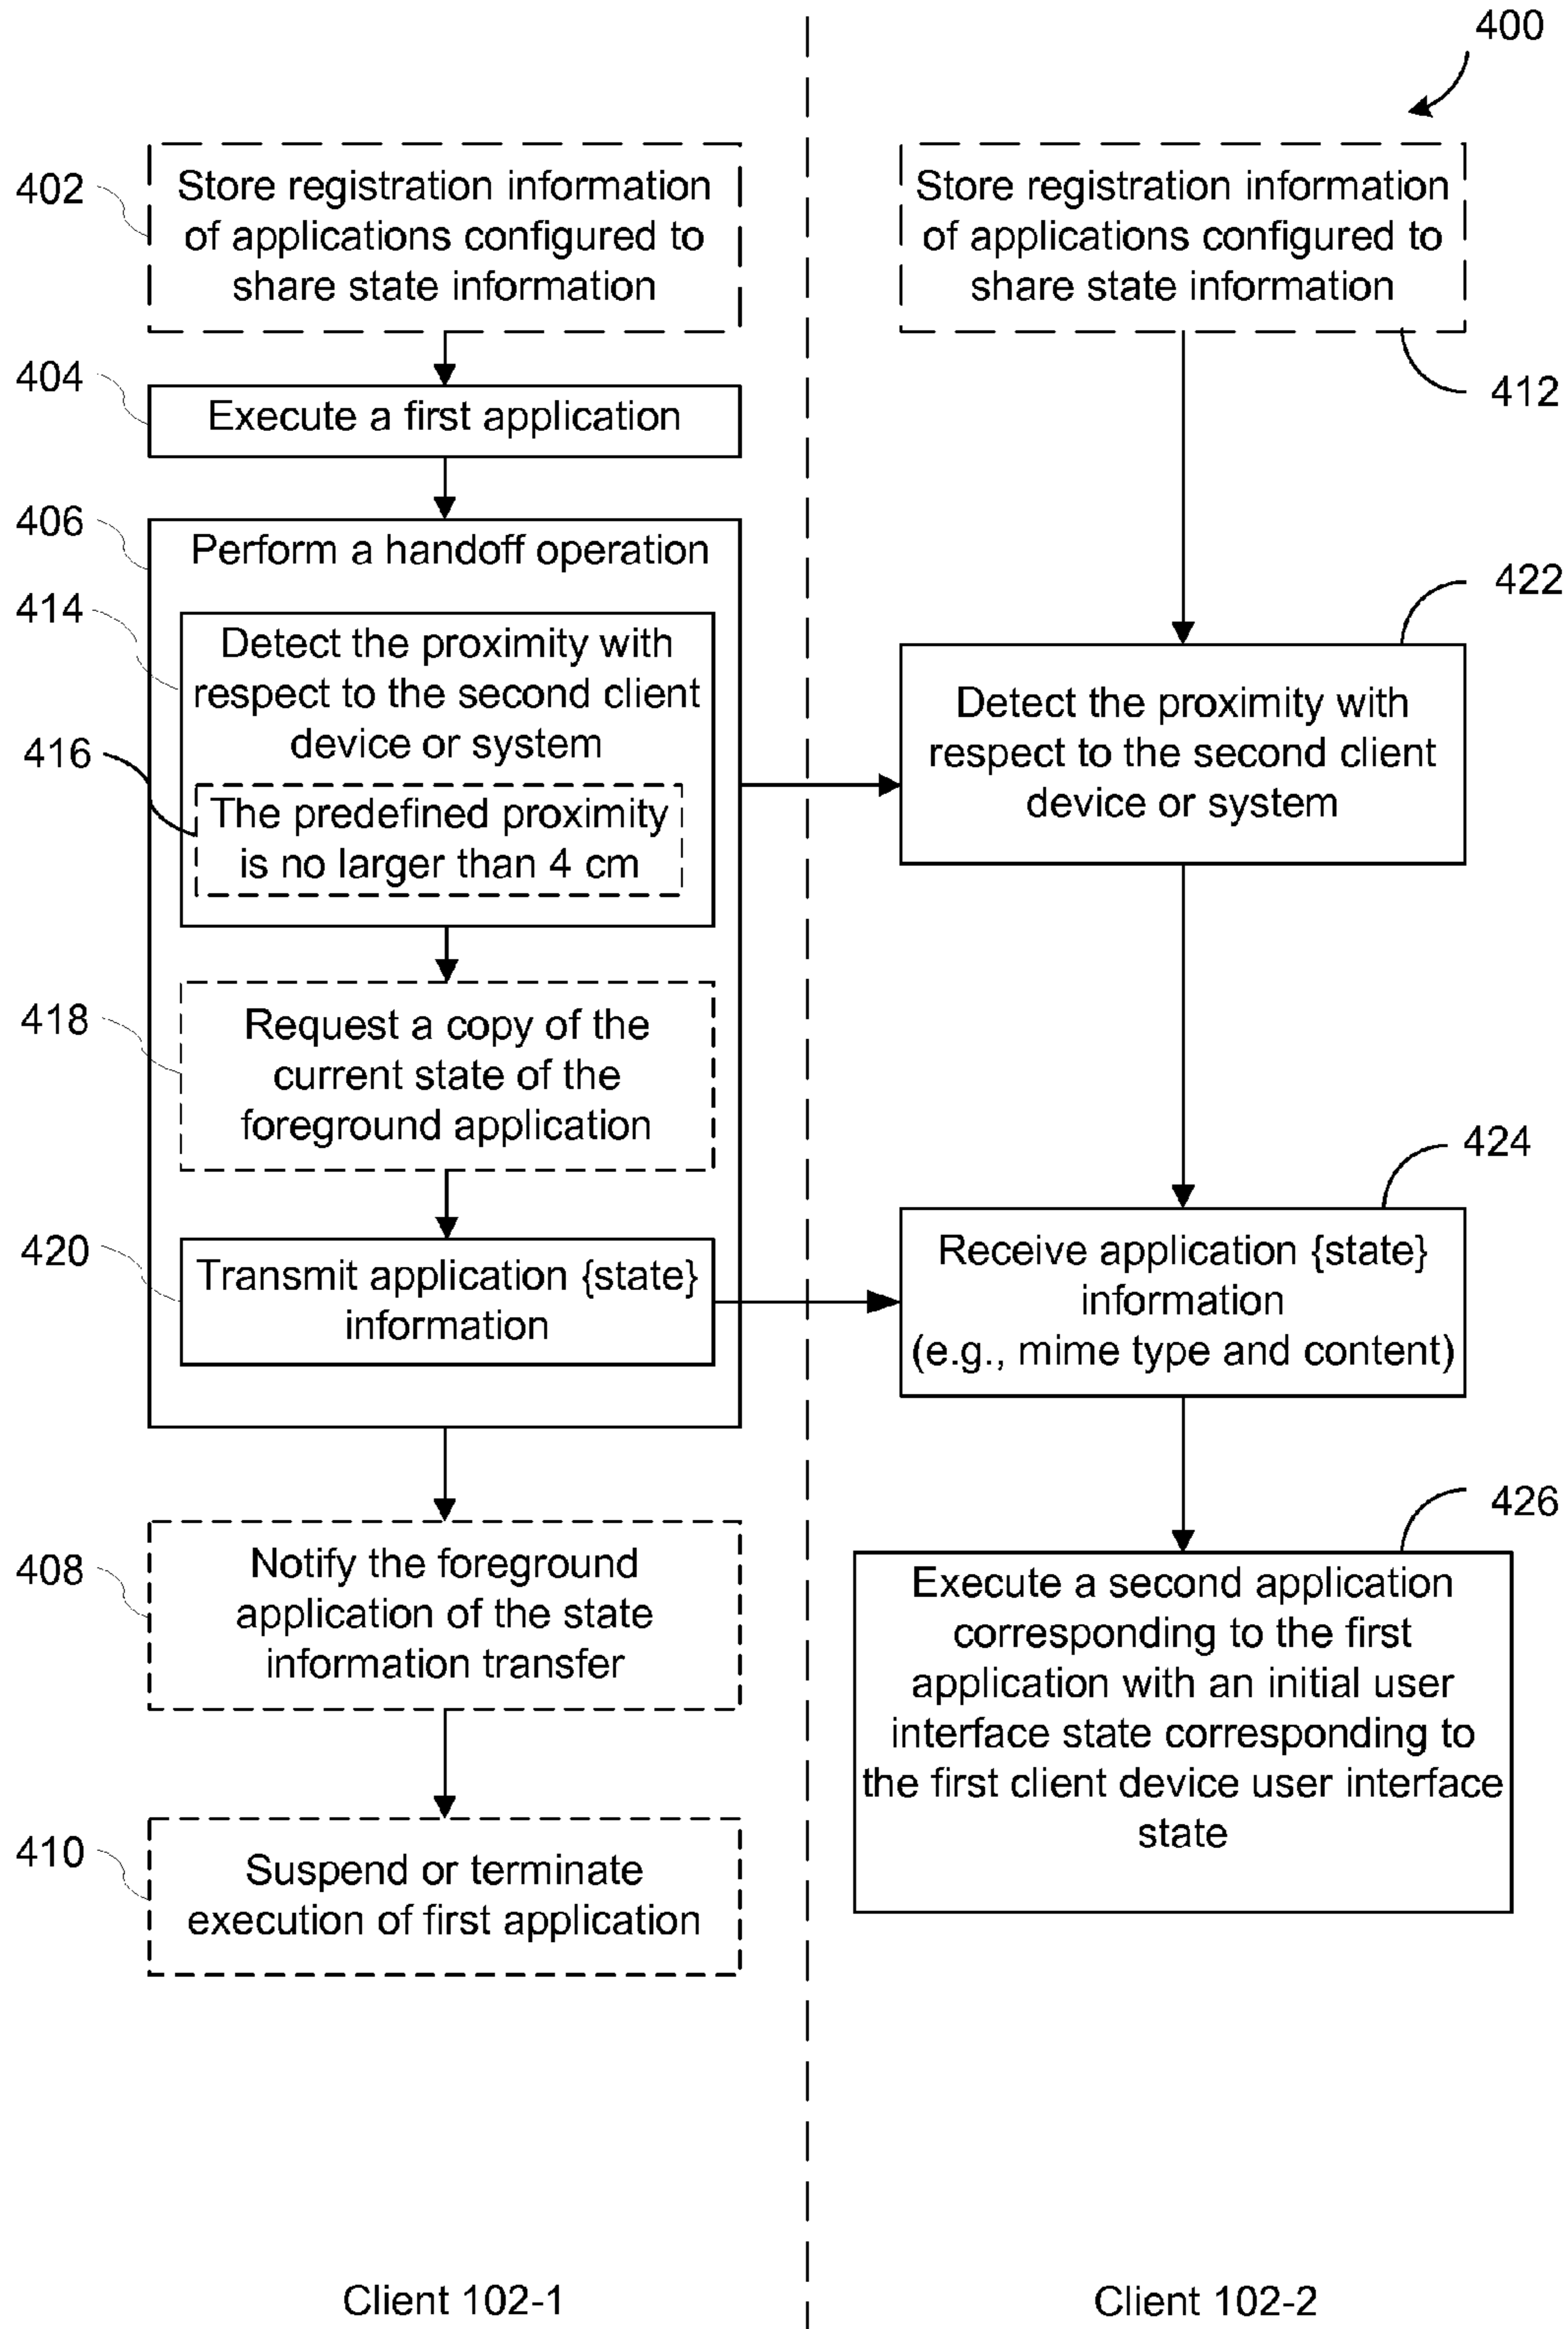 400
402
Store registration information
of applications configured to
share state information
404
Execute a first application
406
Perform a handoff operation
414
Detect the proximity with
respect to the second client
device or system
416
The predefined proximity
is no larger than 4 cm
418
Request a copy of the
current state of the
foreground application
420
Transmit application {state}
information
408
Notify the foreground
application of the state
information transfer
410
Suspend or terminate
execution of first application
Client 102-1
Store registration information
of applications configured to
share state information
412
422
Detect the proximity with
respect to the second client
device or system
424
Receive application {state}
information
(e.g., mime type and content)
426
Execute a second application
corresponding to the first
application with an initial user
interface state corresponding to
the first client device user interface
state
Client 102-2